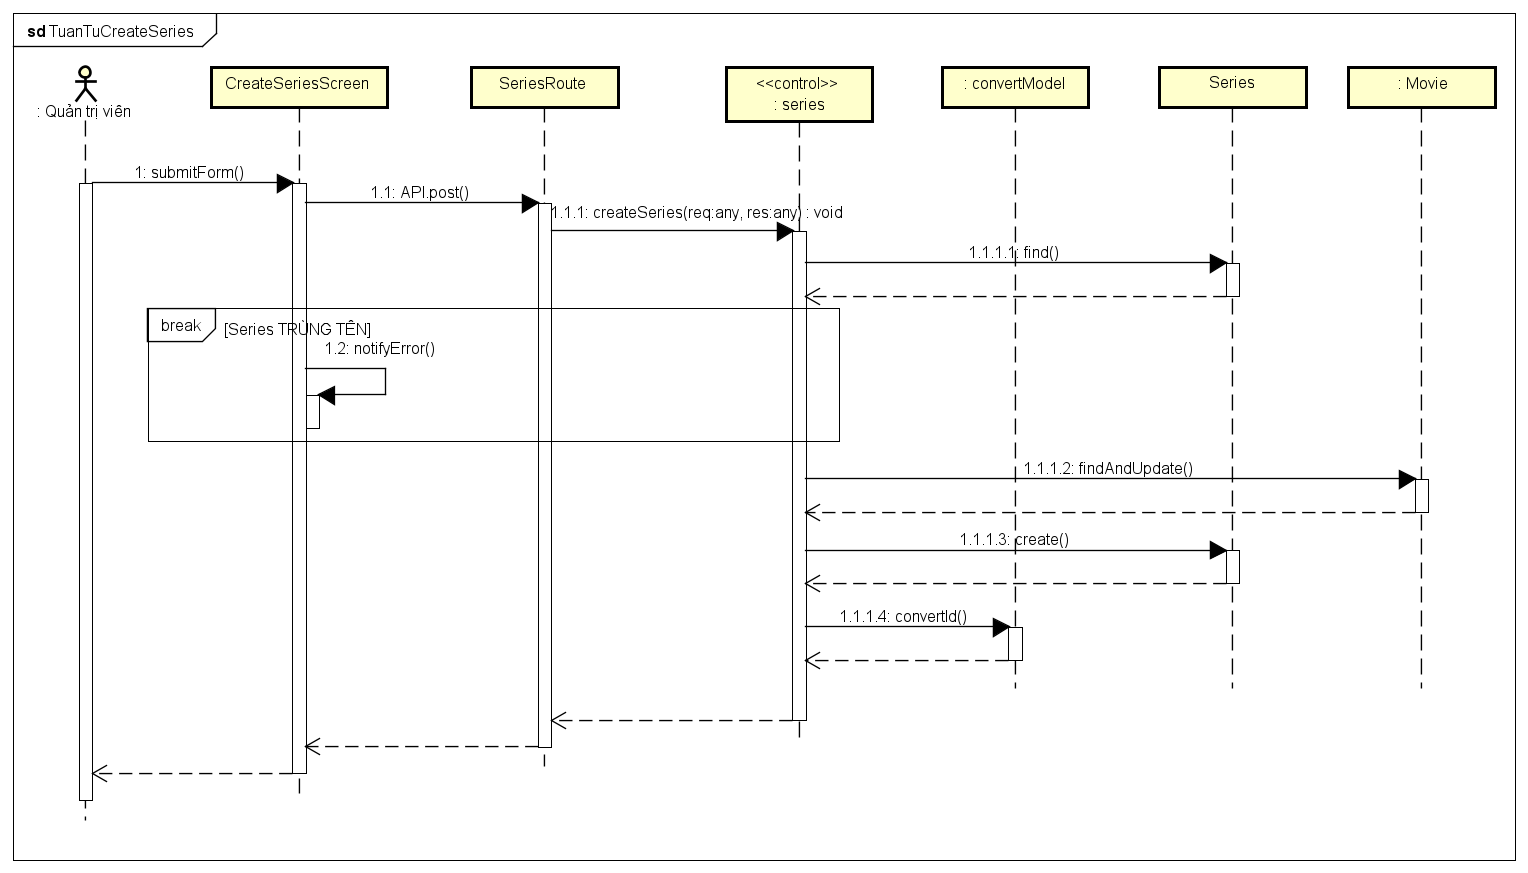 sd TuanTuCreateSeries
: Quản trị viên
CreateSeriesScreen
SeriesRoute
<<control>>
: series
: convertModel
Series
: Movie
1: submitForm()
1.1: API.post()
1.1.1: createSeries(req:any, res:any) : void
1.1.1.1: find()
break
[Series TRÙNG TÊN]
1.2: notifyError()
1.1.1.2: findAndUpdate()
1.1.1.3: create()
1.1.1.4: convertId()